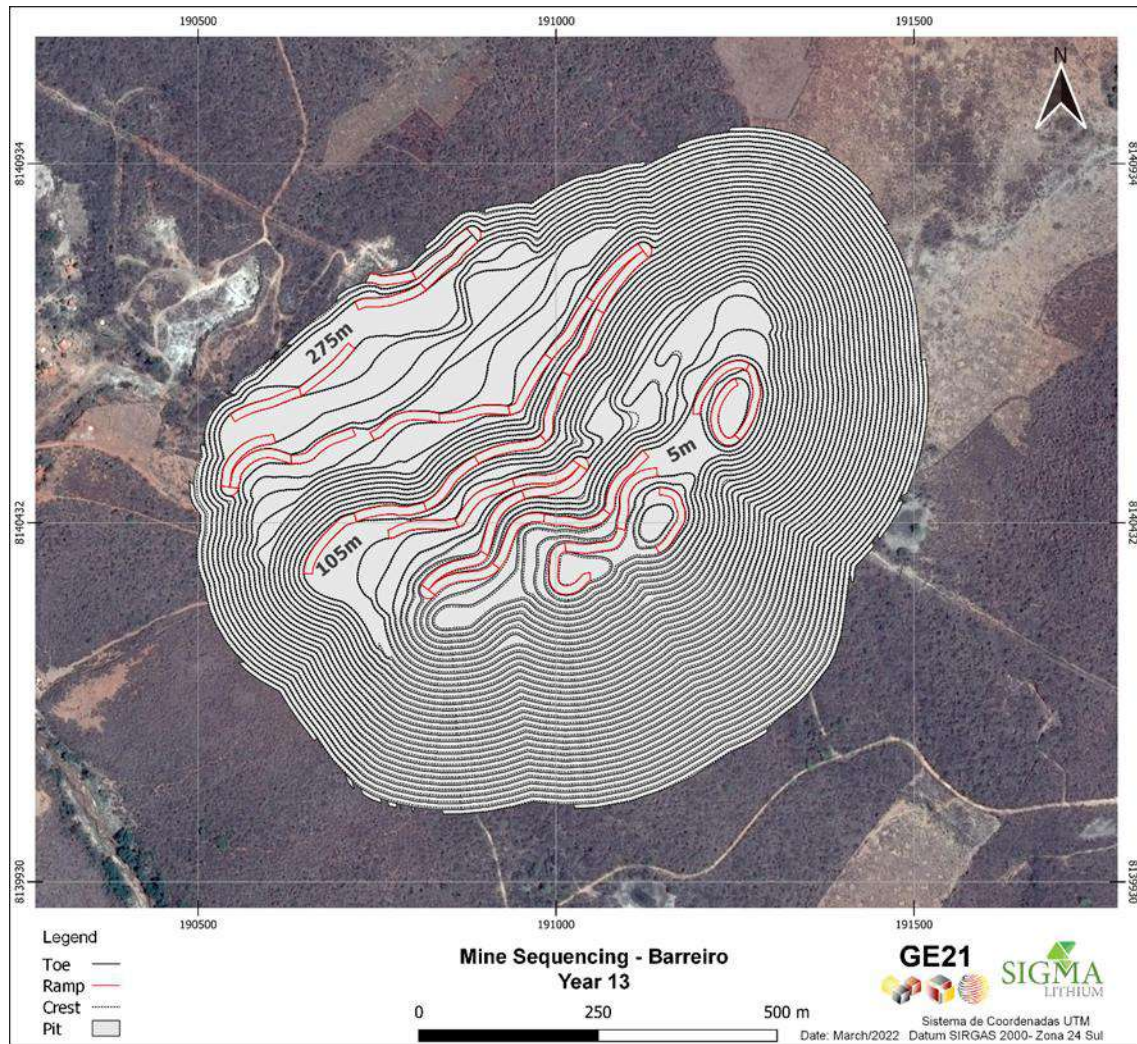 190500 191000 191500
N
8140934 8140934
275m
5m
8140432 8140432
105m
8139930 8139930
190500 191000 191500
Legend
Toe
Ramp
Crest
Pit
Mine Sequencing - Barreiro
Year 13
0 250 500 m
GE21
SIGMA
LITHIUM
Sistema de Coordenadas UTM
Date: March/2022 Datum SIRGAS 2000- Zona 24 Sul